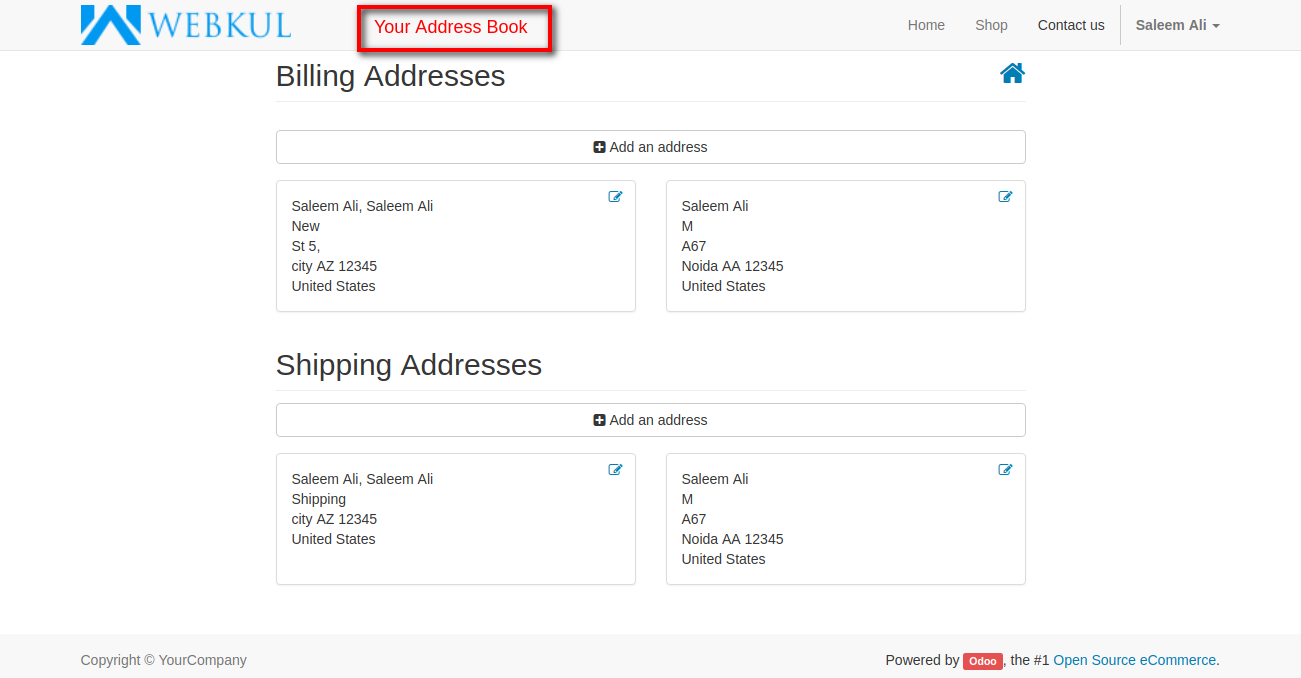 WEBKUL
Your Address Book
Home Shop Contact us Saleem Ali
Billing Addresses
Add an address
Saleem Ali, Saleem Ali
New
St 5,
city AZ 12345
United States
Saleem Ali
M
A67
Noida AA 12345
United States
Shipping Addresses
Add an address
Saleem Ali, Saleem Ali
Shipping
city AZ 12345
United States
Saleem Ali
M
A67
Noida AA 12345
United States
Copyright © YourCompany
Powered by Odoo, the #1 Open Source eCommerce.